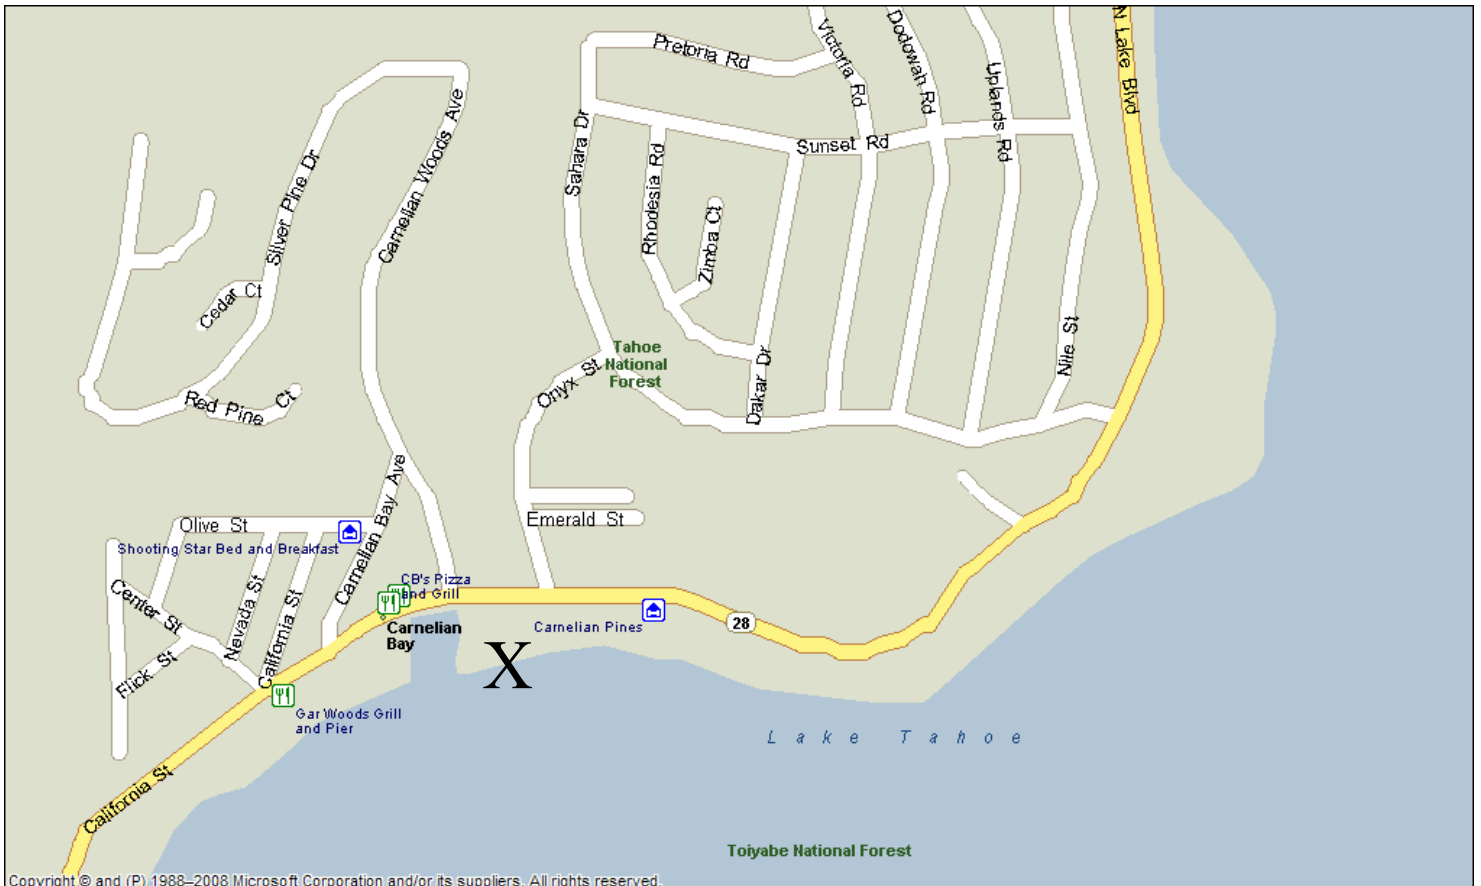 N Lake Blvd
Dodowah Rd
Victoria Rd
Pretoria Rd
Uplands Rd
Carnelian Woods Ave
Sahara Dr
Sunset Rd
Silver Pine Dr
Rhodesia Rd
Zimba Ct
Cedar Ct
Nile St
Tahoe
National
Forest
Onyx St
Dakar Dr
Red Pine Ct
Carnelian Bay Ave
Olive St
Emerald St
Shooting Star Bed and Breakfast
CB's Pizza
and Grill
Center St
Nevada St
California St
Carnelian Pines
28
Carnelian
Bay
X
Flick St
Gar Woods Grill
and Pier
Lake Tahoe
California St
Toiyabe National Forest
Copyright © and (P) 1988–2008 Microsoft Corporation and/or its suppliers. All rights reserved.